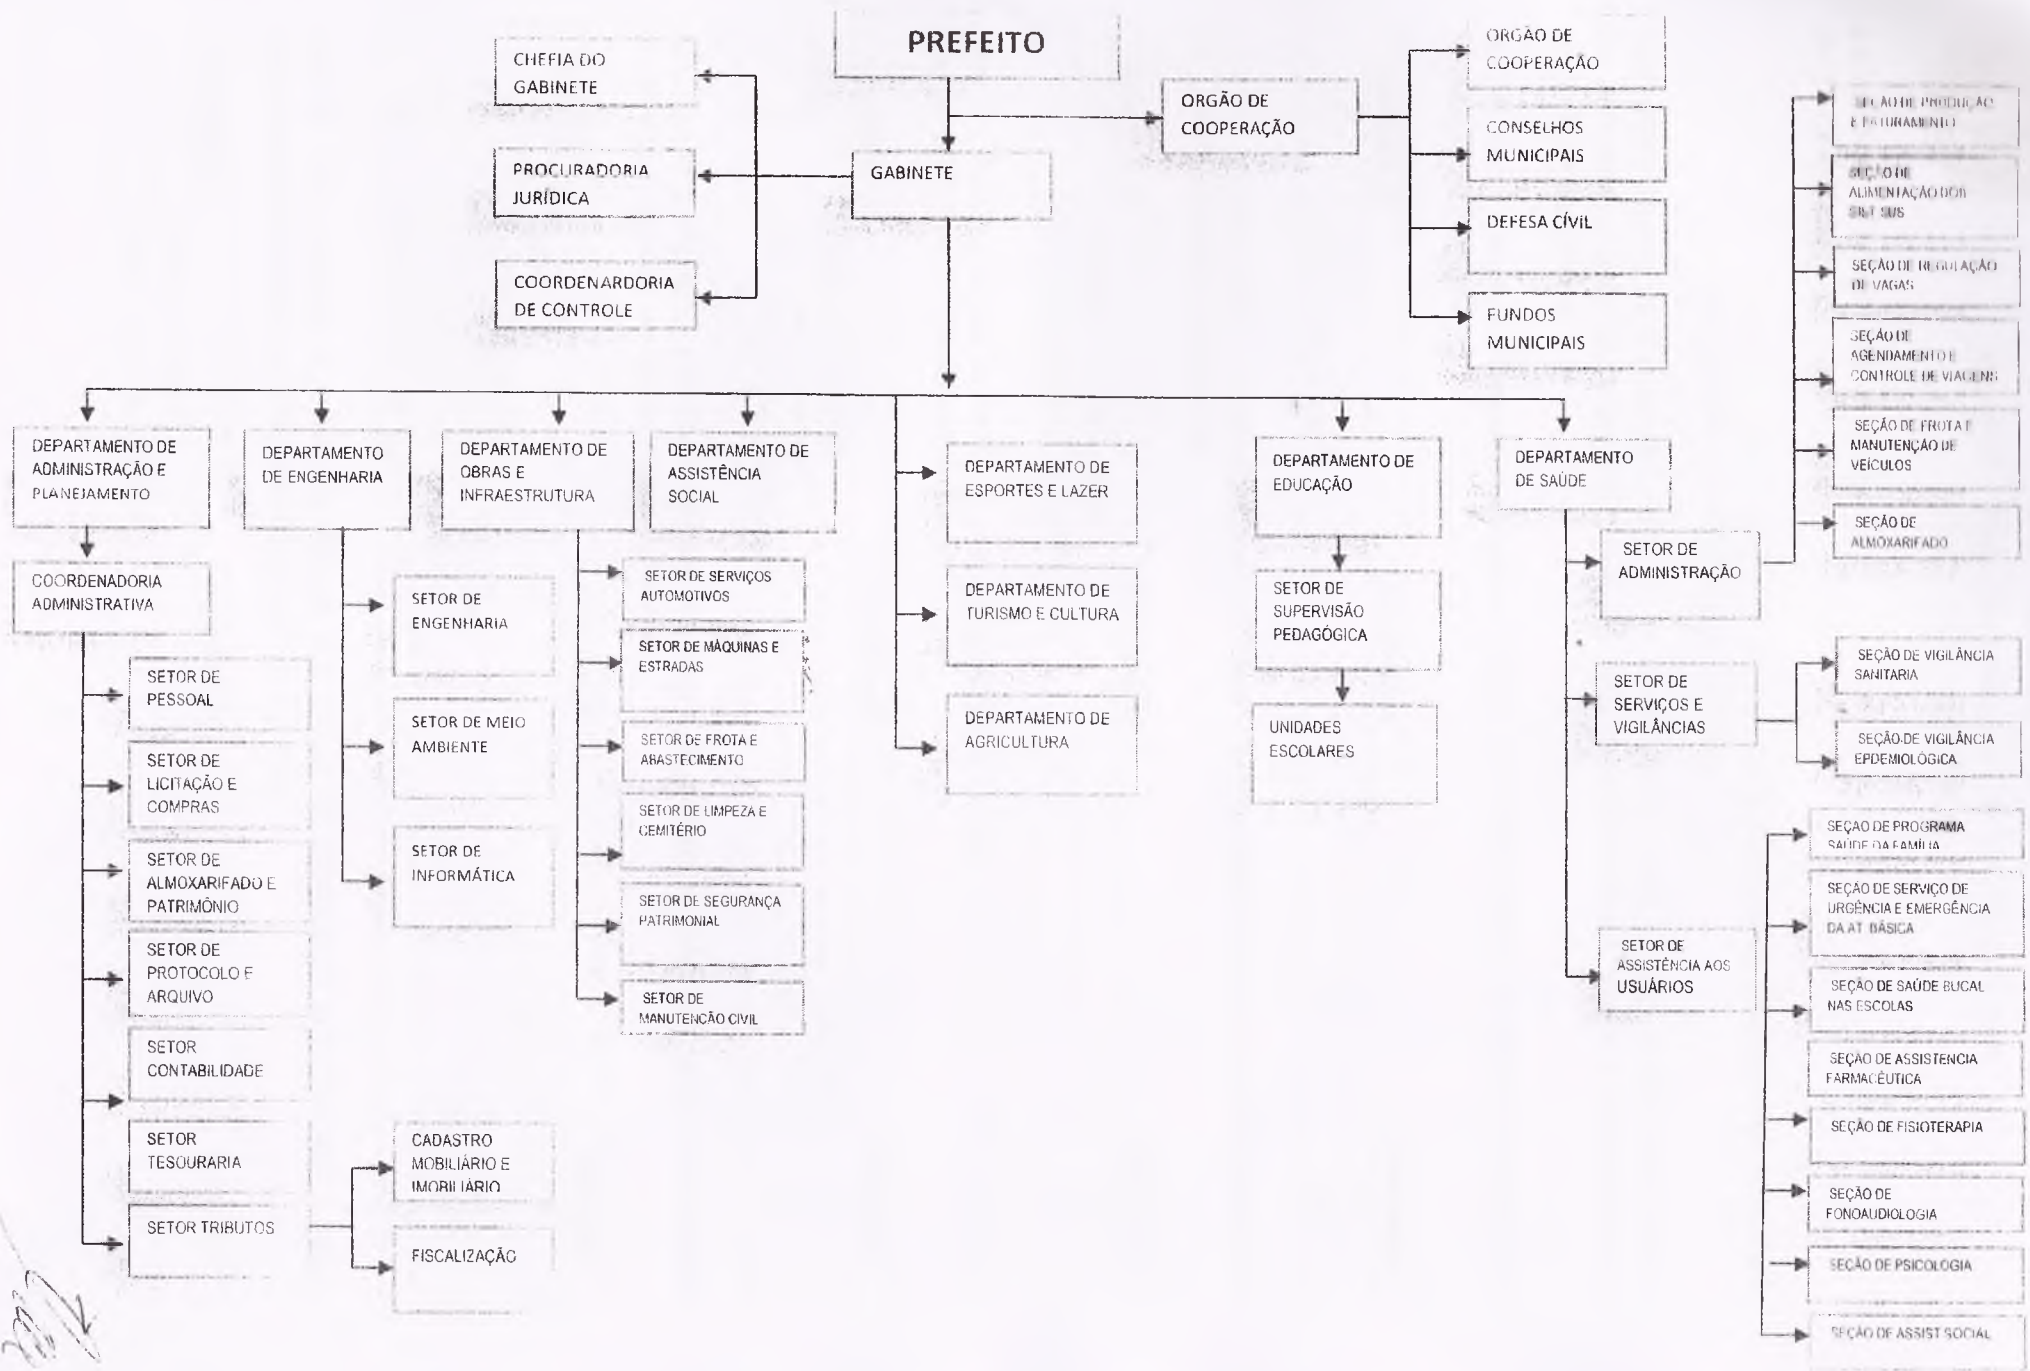 PREFEITO
CHEFIA DO
GABINETE
PROCURADORIA
JURÍDICA
COORDENARDORIA
DE CONTROLE
GABINETE
ORGÃO DE
COOPERAÇÃO
ORGÃO DE
COOPERAÇÃO
CONSELHOS
MUNICIPAIS
DEFESA CÍVIL
FUNDOS
MUNICIPAIS
DEPARTAMENTO DE
ADMINISTRAÇÃO E
PLANEJAMENTO
COORDENADORIA
ADMINISTRATIVA
SETOR DE
PESSOAL
SETOR DE
LICITAÇÃO E
COMPRAS
SETOR DE
ALMOXARIFADO E
PATRIMÔNIO
SETOR DE
PROTOCOLO E
ARQUIVO
SETOR
CONTABILIDADE
SETOR
TESOURARIA
SETOR TRIBUTOS
CADASTRO
MOBILIÁRIO E
IMOBILIÁRIO
FISCALIZAÇÃO
DEPARTAMENTO
DE ENGENHARIA
SETOR DE
ENGENHARIA
SETOR DE MEIO
AMBIENTE
SETOR DE
INFORMÁTICA
DEPARTAMENTO DE
OBRAS E
INFRAESTRUTURA
SETOR DE SERVIÇOS
AUTOMOTIVOS
SETOR DE MÁQUINAS E
ESTRADAS
SETOR DE FROTA E
ABASTECIMENTO
SETOR DE LIMPEZA E
CEMITÉRIO
SETOR DE SEGURANÇA
PATRIMONIAL
SETOR DE
MANUTENÇÃO CIVIL
DEPARTAMENTO DE
ASSISTÊNCIA
SOCIAL
DEPARTAMENTO DE
ESPORTES E LAZER
DEPARTAMENTO DE
TURISMO E CULTURA
DEPARTAMENTO DE
AGRICULTURA
DEPARTAMENTO DE
EDUCAÇÃO
SETOR DE
SUPERVISÃO
PEDAGÓGICA
UNIDADES
ESCOLARES
DEPARTAMENTO
DE SAÚDE
SETOR DE
ADMINISTRAÇÃO
SEÇÃO DE PRODUÇÃO
E FATURAMENTO
SEÇÃO DE
ALIMENTAÇÃO DOS
SIST SUS
SEÇÃO DE REGULAÇÃO
DE VAGAS
SEÇÃO DE
AGENDAMENTO E
CONTROLE DE VIAGENS
SEÇÃO DE FROTA E
MANUTENÇÃO DE
VEÍCULOS
SEÇÃO DE
ALMOXARIFADO
SETOR DE
SERVIÇOS E
VIGILÂNCIAS
SEÇÃO DE VIGILÂNCIA
SANITARIA
SEÇÃO DE VIGILÂNCIA
EPDEMIOLÓGICA
SETOR DE
ASSISTÊNCIA AOS
USUÁRIOS
SEÇÃO DE PROGRAMA
SAÚDE DA FAMÍLIA
SEÇÃO DE SERVIÇO DE
URGÊNCIA E EMERGÊNCIA
DA AT. BÁSICA
SEÇÃO DE SAÚDE BUCAL
NAS ESCOLAS
SEÇÃO DE ASSISTENCIA
FARMACÊUTICA
SEÇÃO DE FISIOTERAPIA
SEÇÃO DE
FONOAUDIOLOGIA
SEÇÃO DE PSICOLOGIA
SEÇÃO DE ASSIST SOCIAL